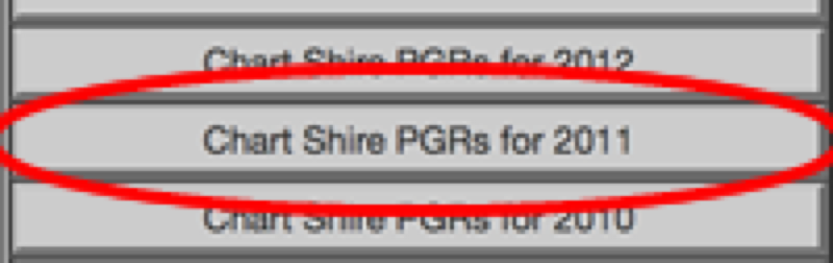 Chart Shire PGRs for 2012
Chart Shire PGRs for 2011
Chart Shire PGRs for 2010